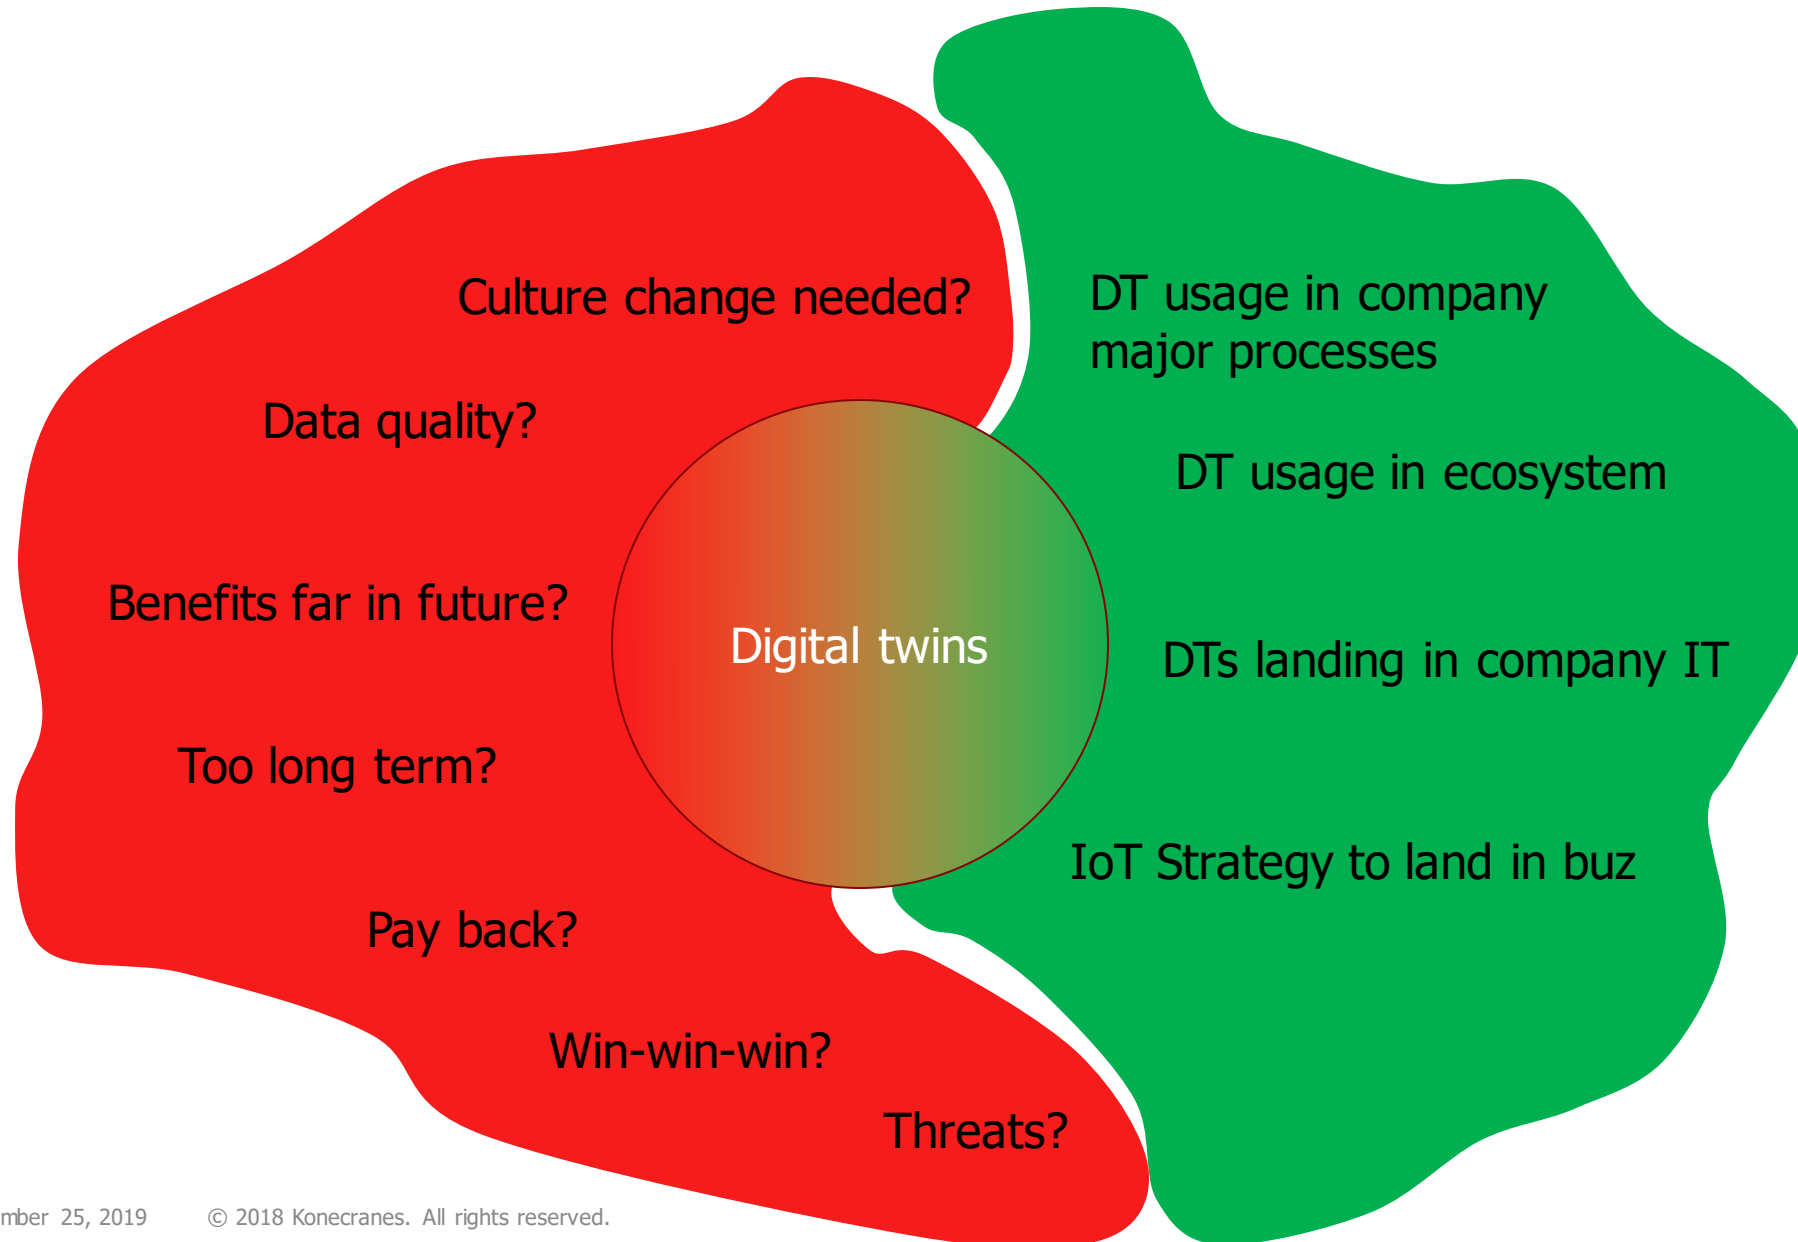 Culture change needed?
Data quality?
Benefits far in future?
Too long term?
Pay back?
Win-win-win?
Threats?
Digital twins
DT usage in company
major processes
DT usage in ecosystem
DTs landing in company IT
IoT Strategy to land in buz
25, 2019 © 2018 Konecranes. All rights reserved.